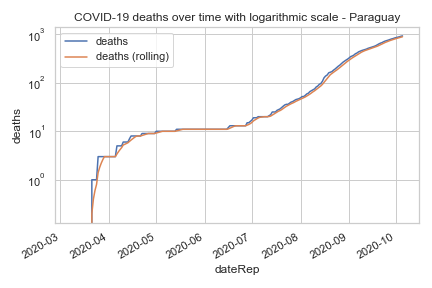 COVID-19 deaths over time with logarithmic scale - Paraguay
deaths
deaths (rolling)
10³
10²
10¹
10⁰
deaths
2020-03
2020-04
2020-05
2020-06
2020-07
2020-08
2020-09
2020-10
dateRep